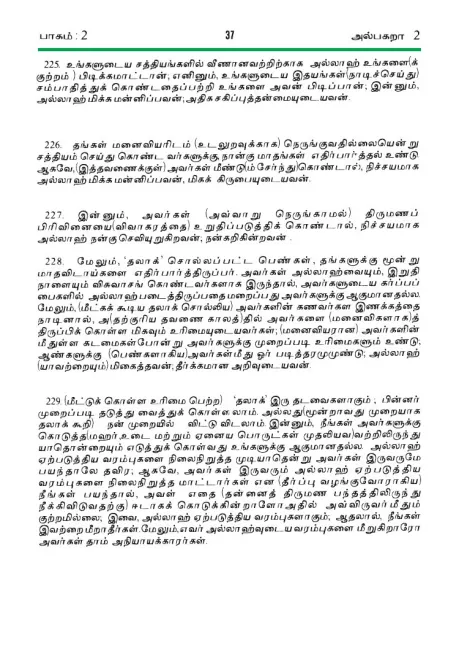 பாகம் : 2 37 அல்பகறா 2
225. உங்களுடைய சத்தியங்களில் வீணானவற்றிற்காக அல்லாஹ் உங்களை(க்
குற்றம் ) பிடிக்கமாட்டான்; எனினும், உங்களுடைய இதயங்கள்(நாடிச்செய்து)
சம்பாதித்துக் கொண்டதைப்பற்றி உங்களை அவன் பிடிப்பான்; இன்னும்,
அல்லாஹ்மிக்கமன்னிப்பவன்; அதிகசகிப்புத்தன்மையுடையவன்.
226. தங்கள் மனைவியரிடம் (உடலுறவுக்காக) நெருங்குவதில்லையென்று
சத்தியம் செய்து கொண்ட வர்களுக்கு, நான்கு மாதங்கள் எதிர்பார்த்தல் உண்டு
ஆகவே, (இத்தவணைக்குள்) அவர்கள் மீண்டு(ம் சேர்ந்து)கொண்டால், நிச்சயமாக
அல்லாஹ் மிக்க மன்னிப்பவன், மிகக் கிருபையுடையவன்.
227. இன்னும், அவர்கள் (அவ்வாறு நெருங்காமல்) திருமணப்
பிரிவினையை(விவாகரத்தை) உறுதிப்படுத்திக் கொண்டால், நிச்சயமாக
அல்லாஹ் நன்கு செவியுறுகிறவன்; நன்கறிகின்றவன் .
228. மேலும், 'தலாக்' சொல்லப்பட்ட பெண்கள், தங்களுக்கு மூன்று
மாதவிடாய்களை எதிர்பார்த்திருப்பர். அவர்கள் அல்லாஹ்வையும், இறுதி
நாளையும் விசுவாசங் கொண்டவர்களாக இருந்தால், அவர்களுடைய கர்ப்பப்
பைகளில் அல்லாஹ்படைத்திருப்பதைமறைப்பது அவர்களுக்கு ஆகுமானதல்ல.
மேலும், (மீட்கக் கூடிய தலாக் சொல்லிய) அவர்களின் கணவர்கள் இணக்கத்தை
நாடினால், அ(தற்குரிய தவணை காலத்)தில் அவர்களை (மனைவிகளாக)த்
திருப்பிக் கொள்ள மிகவும் உரிமையுடையவர்கள்; (மனைவியரான) அவர்களின்
மீதுள்ள கடமைகள்போன்று அவர்களுக்கு முறைப்படி உரிமைகளும் உண்டு,
ஆண்களுக்கு (பெண்களாகிய)அவர்கள்மீது ஓர் படித்தரமுமுண்டு; அல்லாஹ்
(யாவற்றையும்) மிகைத்தவன்; தீர்க்கமான அறிவுடையவன்.
229. (மீட்டுக் கொள்ள உரிமை பெற்ற) 'தலாக்' இரு தடவைகளாகும் ; பின்னர்
முறைப்படி தடுத்து வைத்துக் கொள்ளலாம். அல்லது(மூன்றாவது முறையாக
தலாக் கூறி) நன் முறையில் விட்டு விடலாம். இன்னும், நீங்கள் அவர்களுக்கு
கொடுத்த(மஹர், உடை மற்றும் ஏனைய பொருட்கள் முதலிய)வற்றிலிருந்து
யாதொன்றையும் எடுத்துக் கொள்வது உங்களுக்கு ஆகுமானதல்ல. அல்லாஹ்
ஏற்படுத்திய வரம்புகளை நிலைநிறுத்த முடியாதென்று அவர்கள் இருவருமே
பயந்தாலே தவிர; ஆகவே, அவர்கள் இருவரும் அல்லாஹ் ஏற்படுத்திய
வரம்புகளை நிலைநிறுத்த மாட்டார்கள் என (தீர்ப்பு வழங்குவோராகிய)
நீங்கள் பயந்தால், அவள் எதை (தன்னைத் திருமண பந்தத்திலிருந்து
நீக்கிவிடுவதற்கு) ஈடாகக் கொடுக்கின்றாளோ அதில் அவ்விருவர்மீதும்
குற்றமில்லை; இவை, அல்லாஹ் ஏற்படுத்திய வரம்புகளாகும்; ஆதலால், நீங்கள்
இவற்றை மீறாதீர்கள். மேலும், எவர் அல்லாஹ்வுடைய வரம்புகளை மீறுகிறாரோ
அவர்கள் தாம் அநியாயக்காரர்கள்.